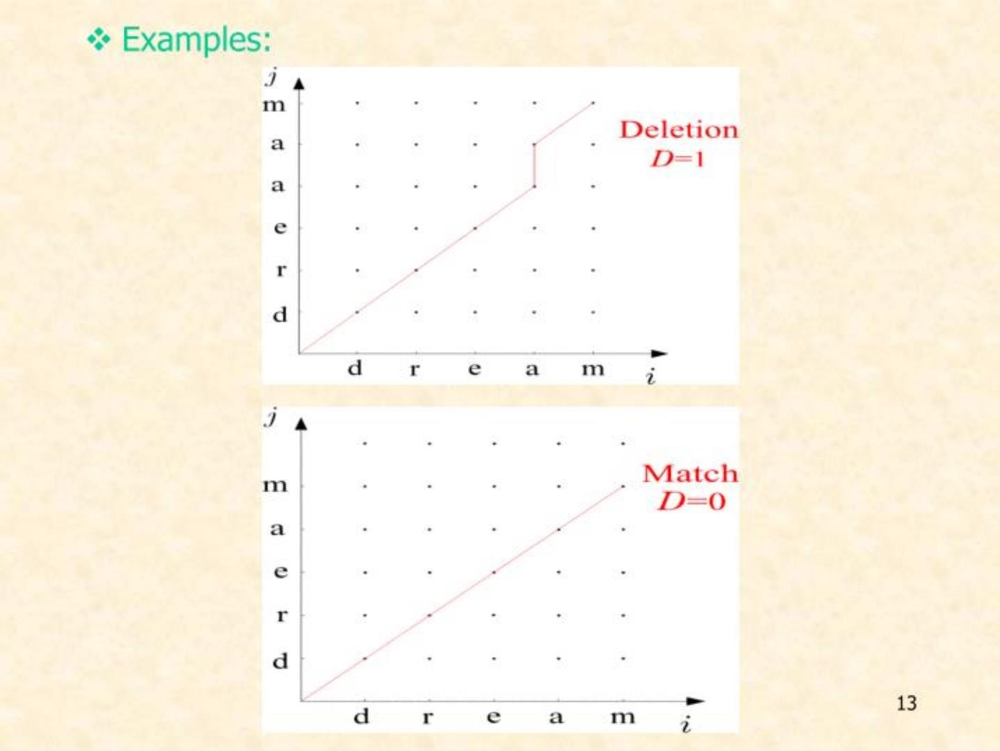 ❖ Examples:
j
m
a
a
e
r
d
Deletion
D=1
d r e a m i
j
m
a
e
r
d
Match
D=0
d r e a m i
13